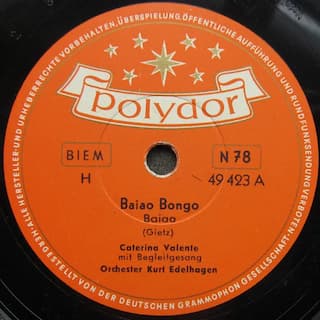 ALLE HERSTELLER- UND URHEBERRECHTE VORBEHALTEN. ÜBERSPIELUNG, ÖFFENTLICHE AUFFÜHRUNG UND RUNDFUNKSENDUNG VERBOTEN.
Polydor
BIEM
N 78
H
49 423 A
Baiao Bongo
Baiao
(Gietz)
Caterina Valente
mit Begleitgesang
Orchester Kurt Edelhagen
HERGESTELLT VON DER DEUTSCHEN GRAMMOPHON GESELLSCHAFT